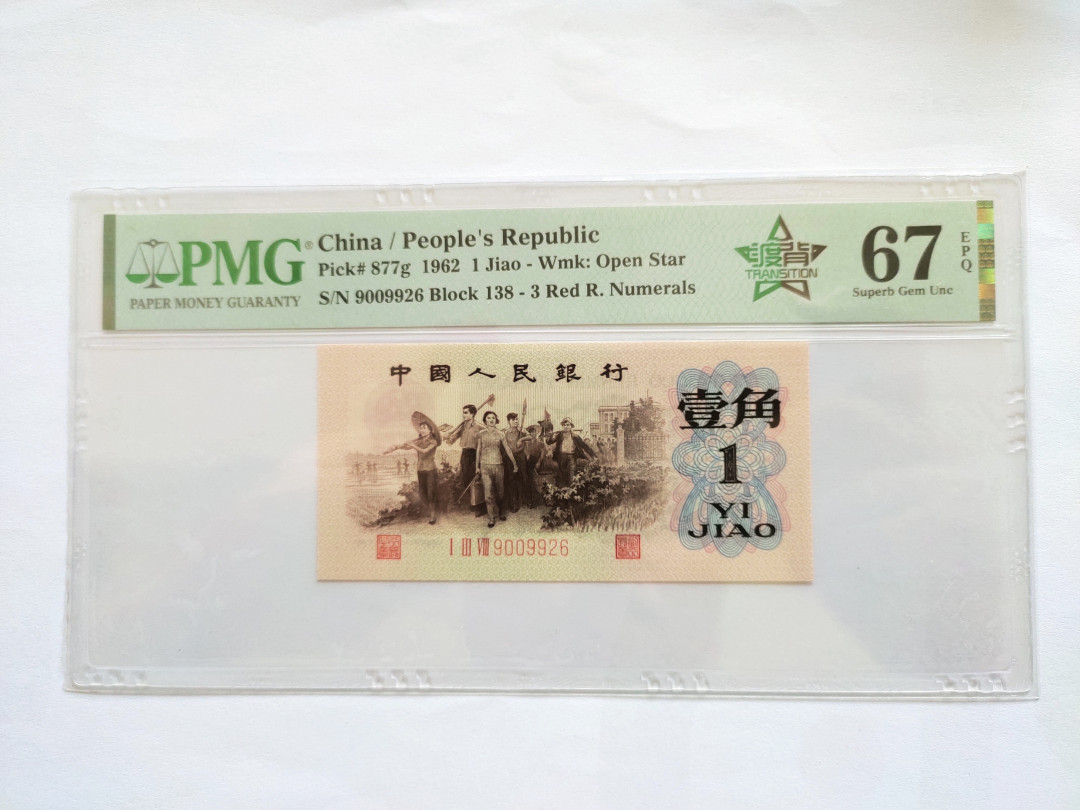 PMG®
PAPER MONEY GUARANTY
China / People's Republic
Pick# 877g 1962 1 Jiao - Wmk: Open Star
S/N 9009926 Block 138 - 3 Red R. Numerals
渡背
TRANSITION
67
EPQ
Superb Gem Unc
中國人民銀行
壹角
1
YI
JIAO
I III VIII 9009926